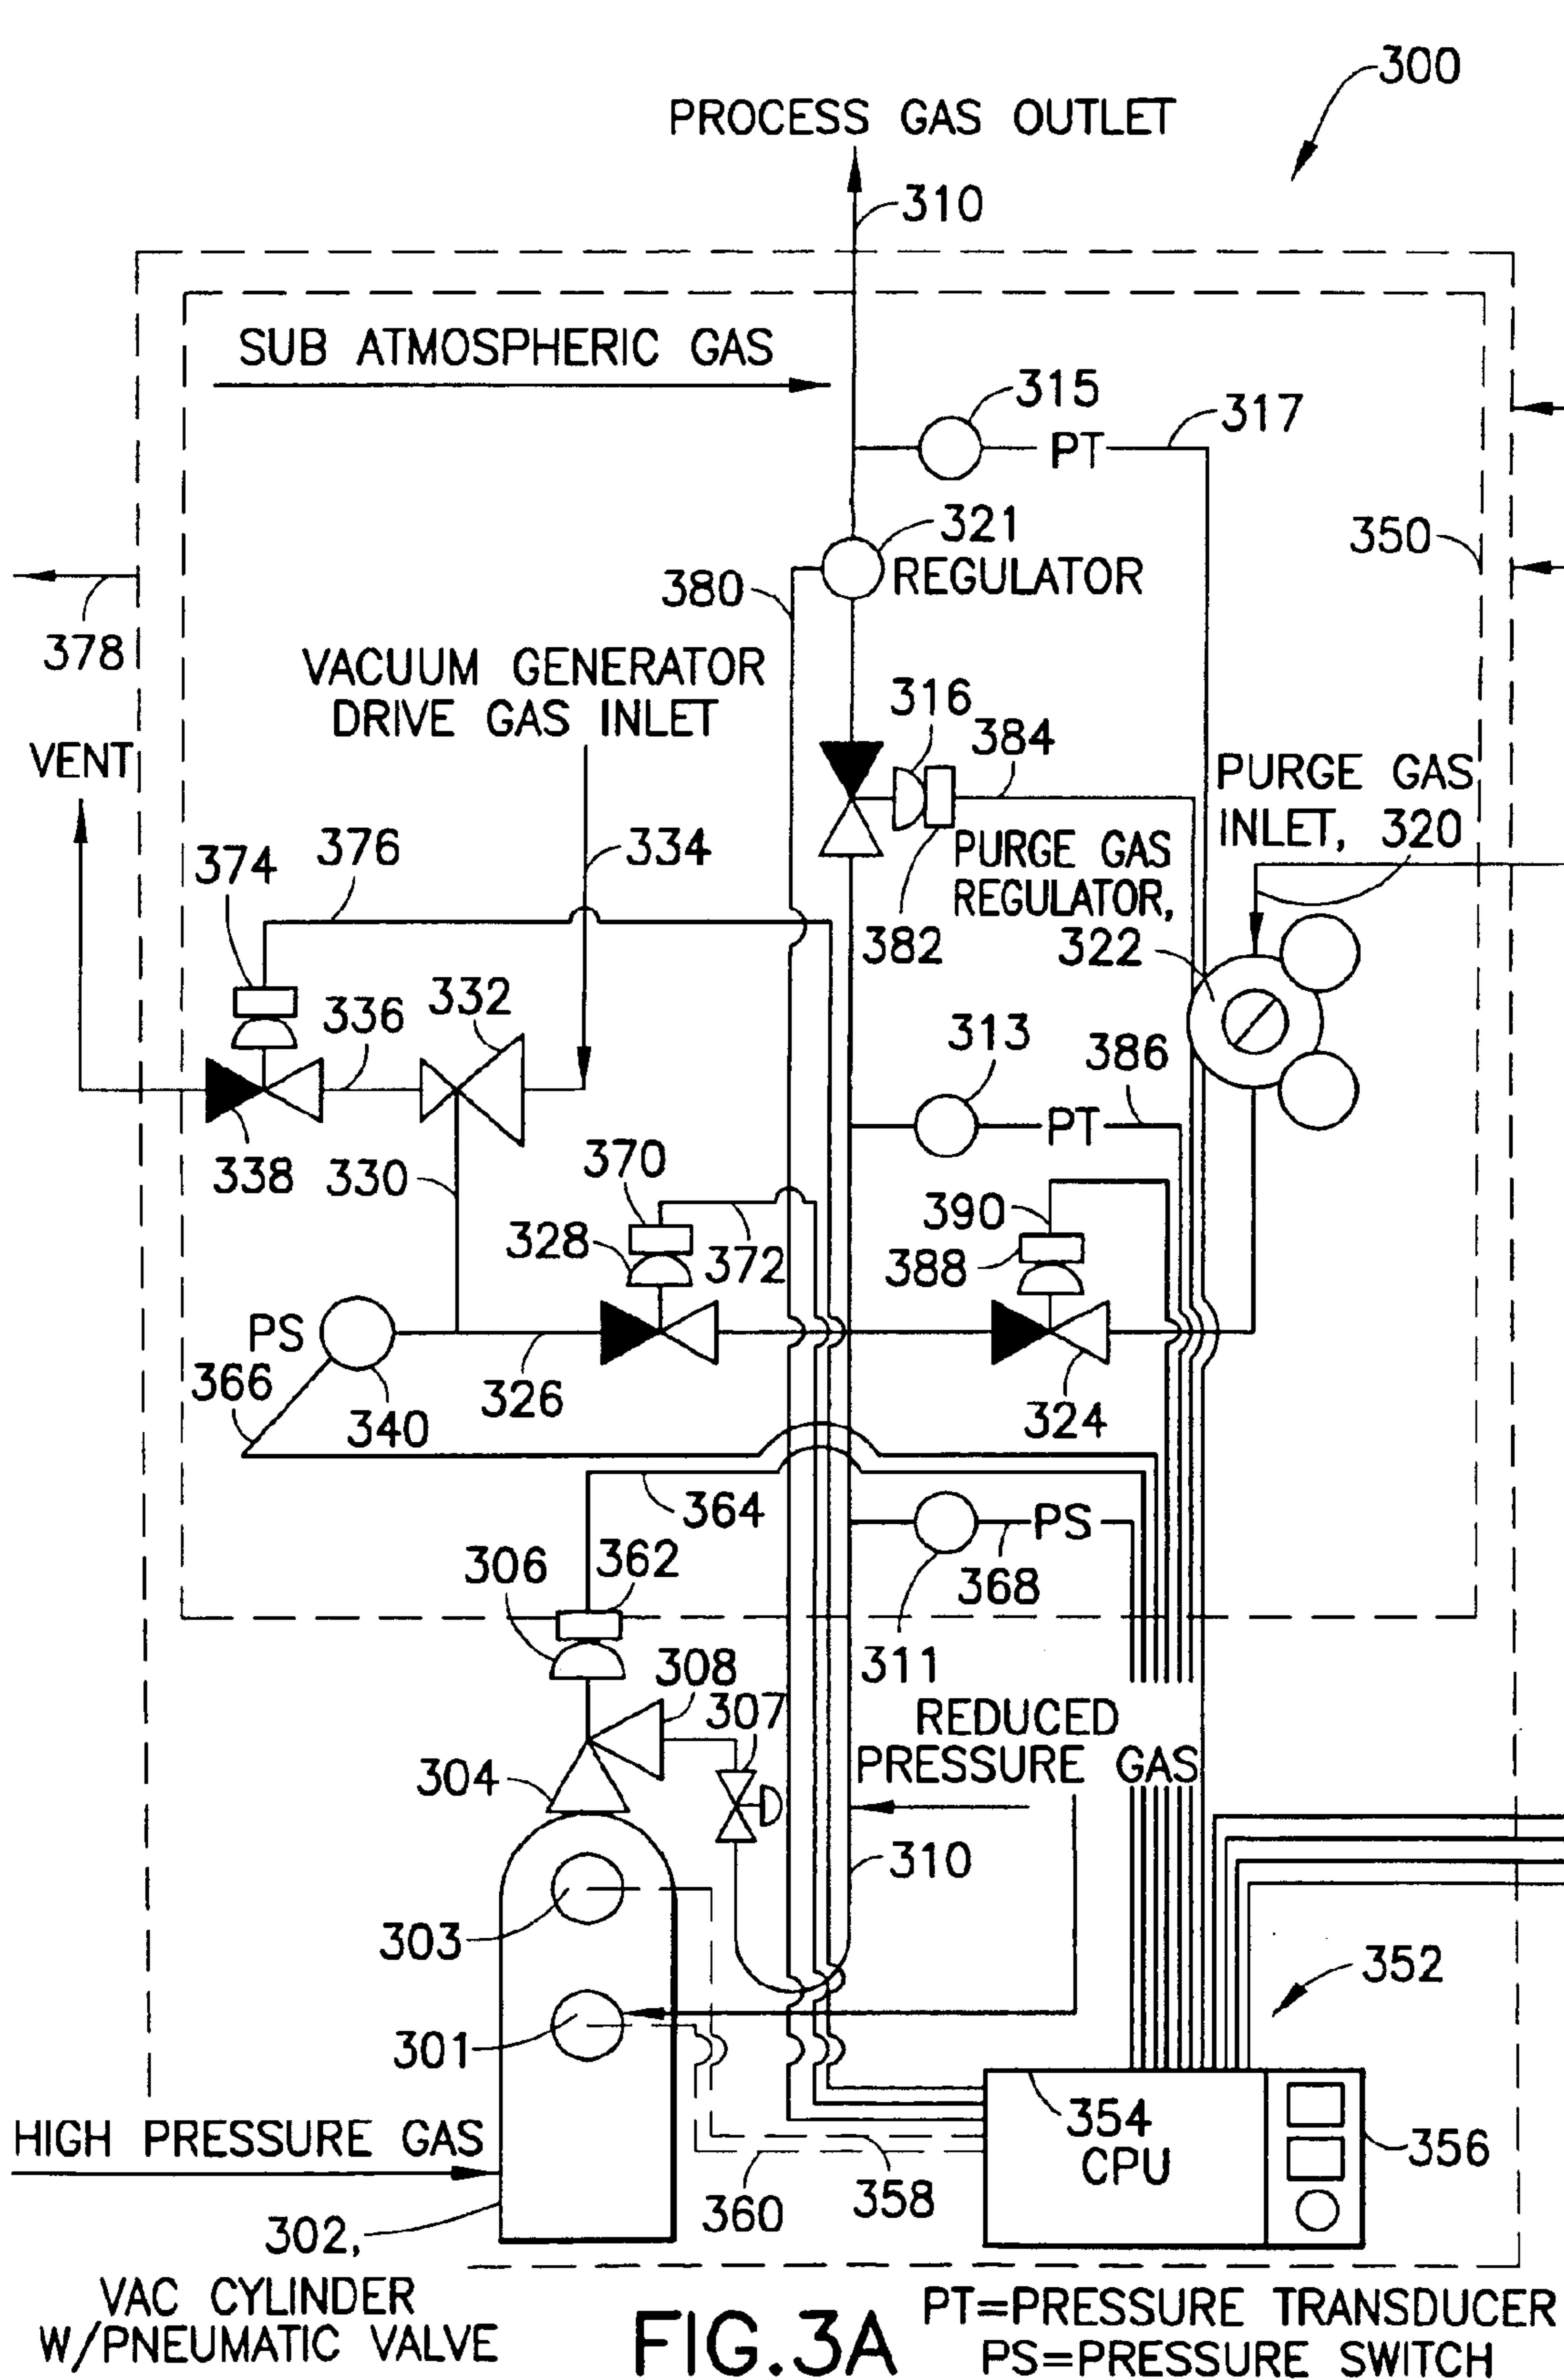 300
PROCESS GAS OUTLET
310
SUB ATMOSPHERIC GAS
315
317
PT
321
REGULATOR
350
380
378
VACUUM GENERATOR
DRIVE GAS INLET
316
384
VENT
PURGE GAS
INLET, 320
374
376
334
PURGE GAS
REGULATOR,
322
382
336
332
313
386
PT
338
330
370
328
372
390
388
PS
366
340
326
324
364
PS
368
306
362
311
308
307
REDUCED
PRESSURE GAS
304
310
303
352
301
354
CPU
356
HIGH PRESSURE GAS
360
358
302,
VAC CYLINDER
W/PNEUMATIC VALVE
FIG.3A
PT=PRESSURE TRANSDUCER
PS=PRESSURE SWITCH